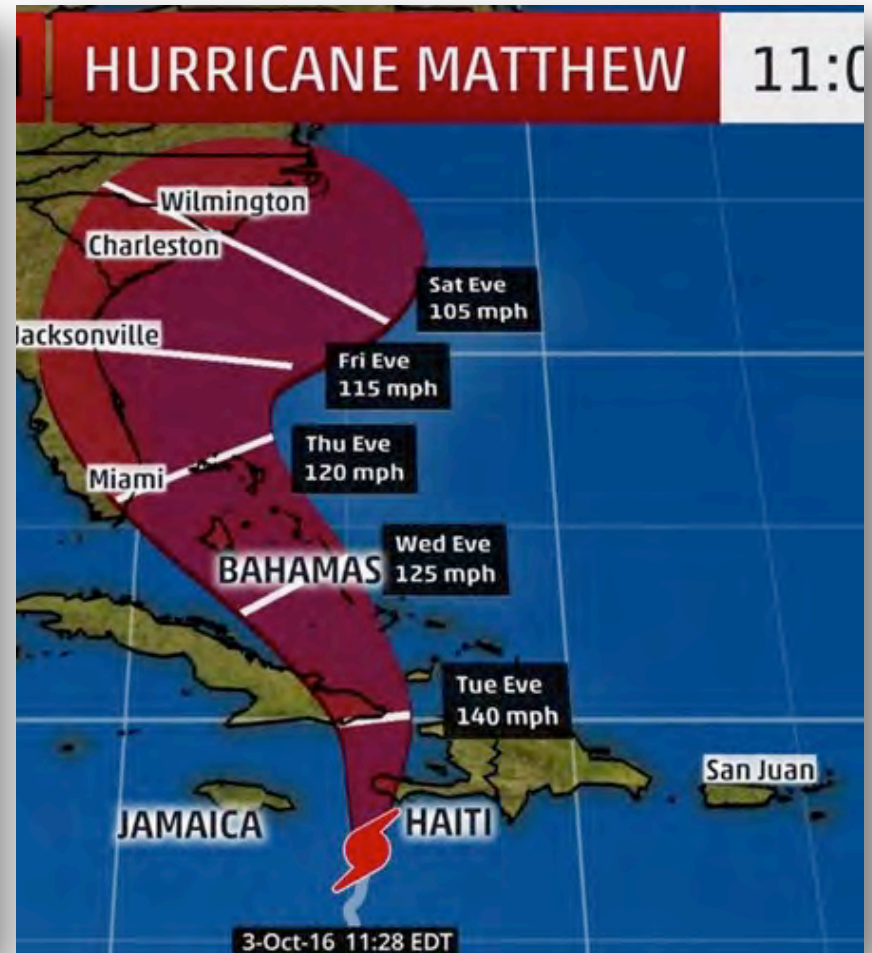 HURRICANE MATTHEW
Wilmington
Charleston
Sat Eve
105 mph
Jacksonville
Fri Eve
115 mph
Thu Eve
120 mph
Miami
Wed Eve
125 mph
BAHAMAS
Tue Eve
140 mph
San Juan
JAMAICA
HAITI
3-Oct-16 11:28 EDT